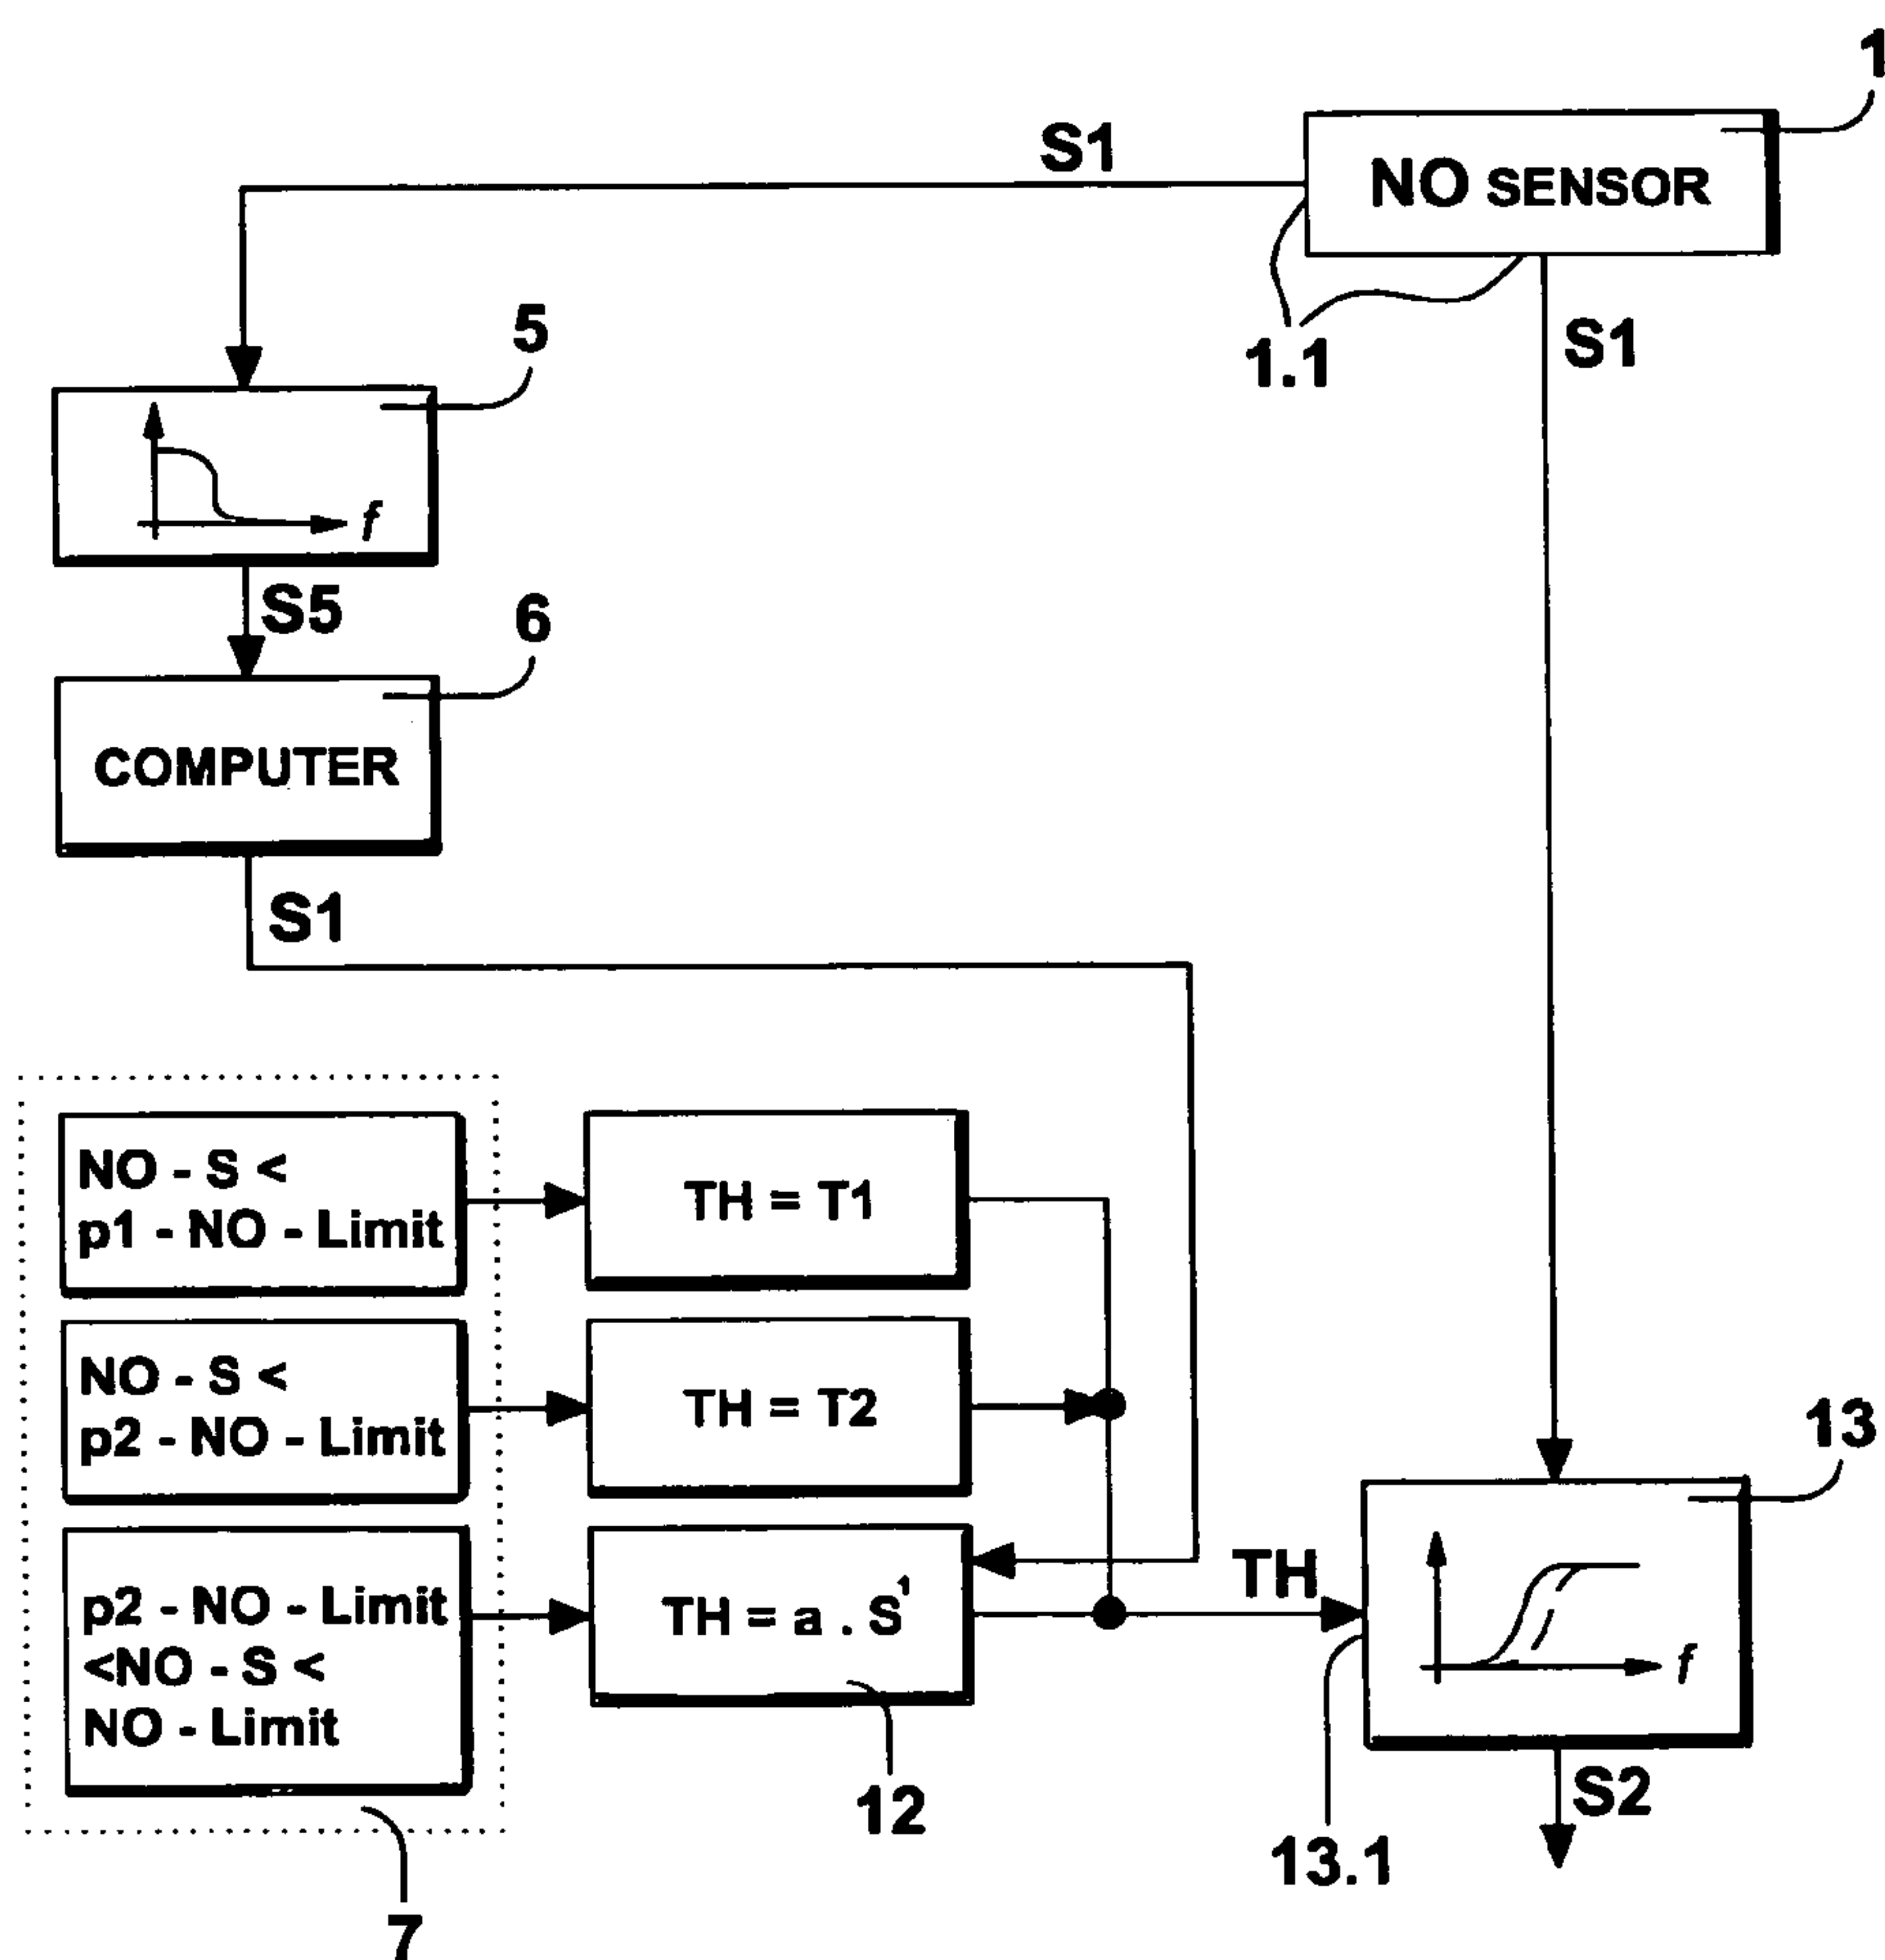 1
S1
NO SENSOR
5
1.1
S1
f
S5
6
COMPUTER
S1
NO - S <
p1 - NO - Limit
TH = T1
NO - S <
p2 - NO - Limit
TH = T2
13
p2 - NO - Limit
<NO - S <
NO - Limit
TH = a . S¹
TH
f
12
S2
13.1
7